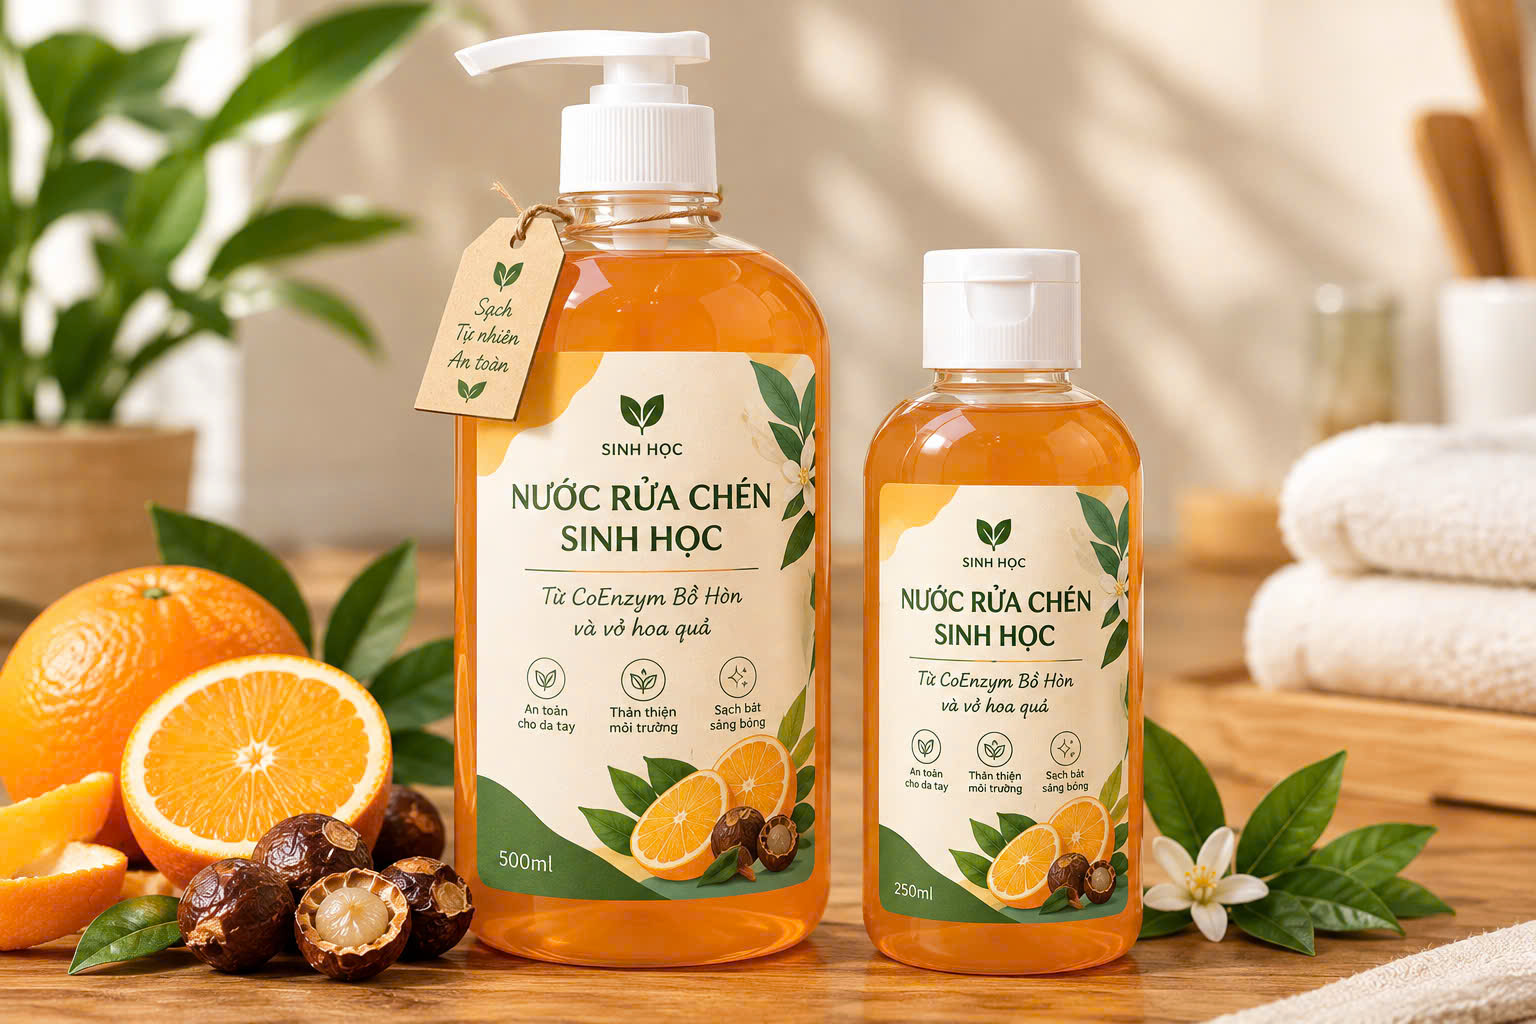 Sạch
Tự nhiên
An toàn
SINH HỌC
NƯỚC RỬA CHÉN
SINH HỌC
Từ CoEnzym Bồ Hòn
và vỏ hoa quả
An toàn
cho da tay
Thân thiện
môi trường
Sạch bát
sáng bóng
500ml
SINH HỌC
NƯỚC RỬA CHÉN
SINH HỌC
Từ CoEnzym Bồ Hòn
và vỏ hoa quả
An toàn
cho da tay
Thân thiện
môi trường
Sạch bát
sáng bóng
250ml